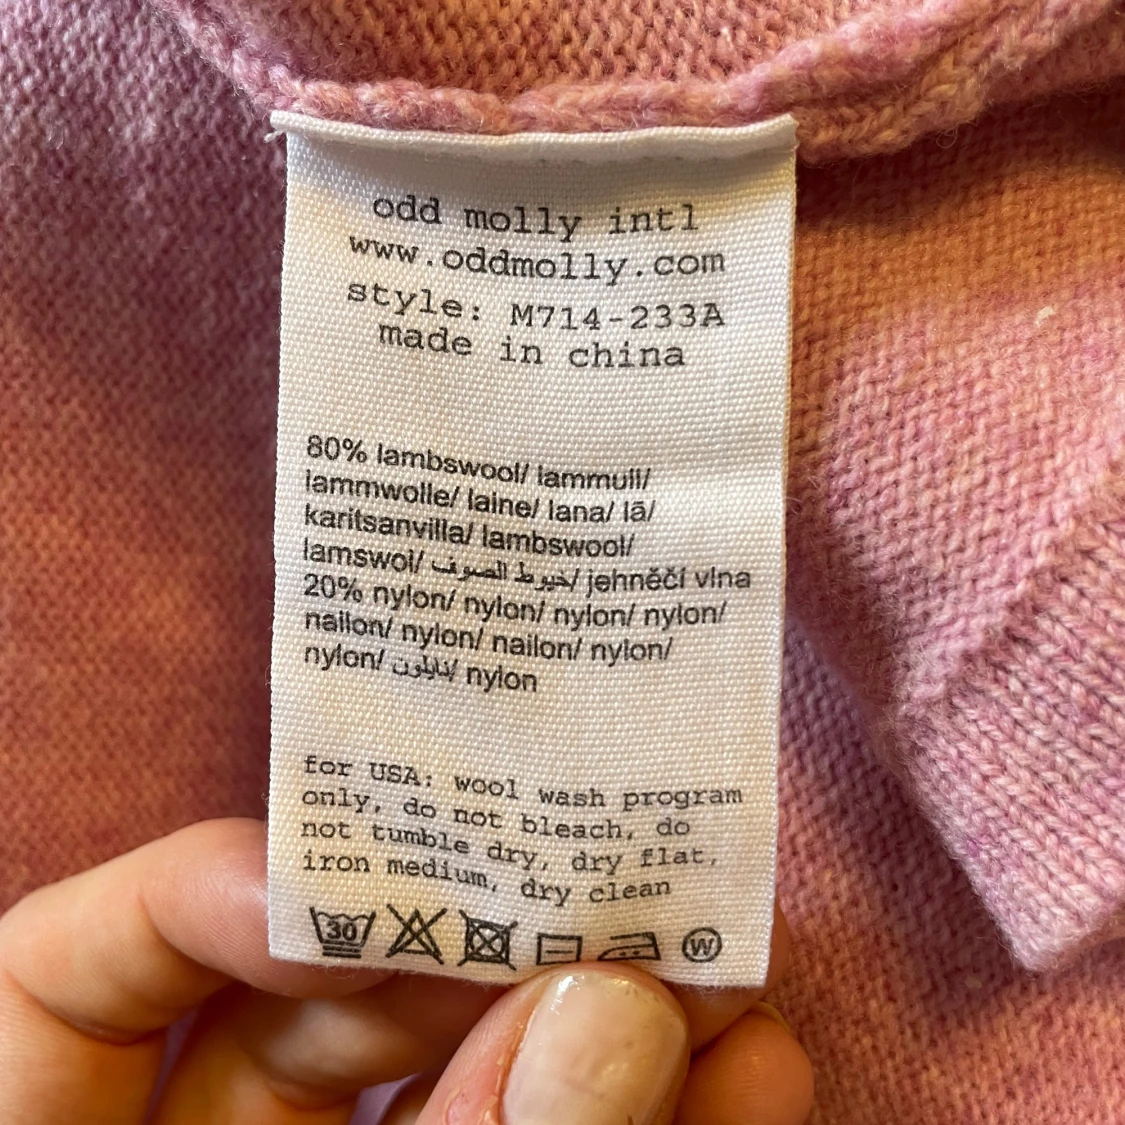 odd molly intl
www.oddmolly.com
style: M714-233A
made in china
80% lambswool/ lammull/
lammwolle/ laine/ lana/ lã/
karitsanvilla/ lambswool/
lamswol/ خيوط الصوف/ jehněčí vlna
20% nylon/ nylon/ nylon/ nylon/
nailon/ nylon/ nailon/ nylon/
nylon/ نايلون/ nylon
for USA: wool wash program
only, do not bleach, do
not tumble dry, dry flat,
iron medium, dry clean
30 W